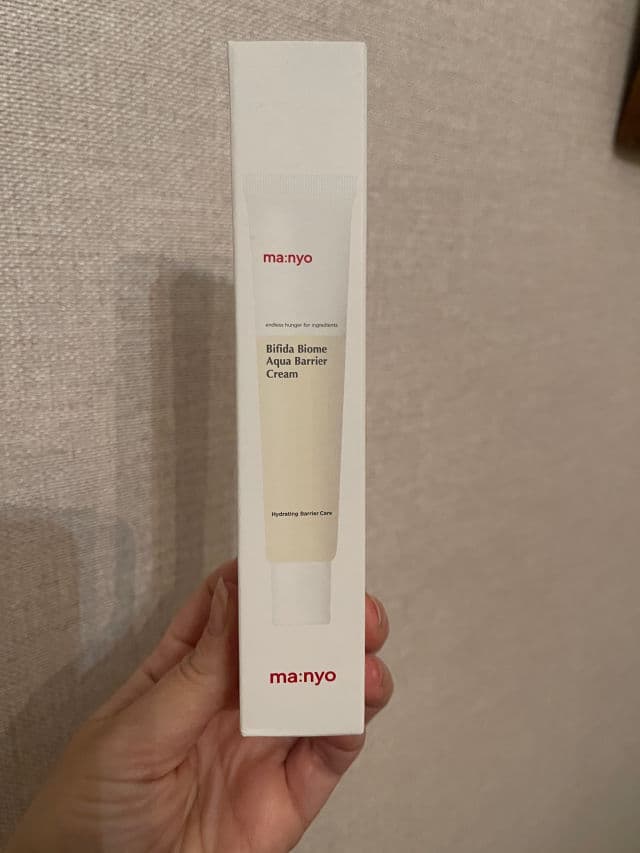 ma:nyo
endless hunger for ingredients
Bifida Biome
Aqua Barrier
Cream
Hydrating Barrier Care
ma:nyo